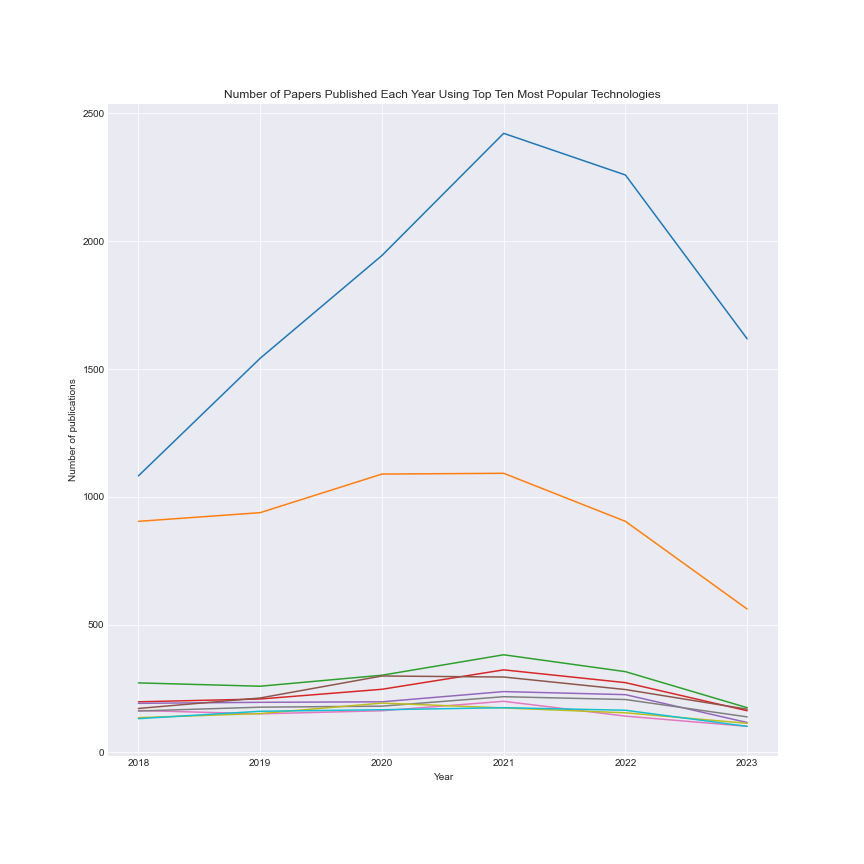 Number of Papers Published Each Year Using Top Ten Most Popular Technologies
2500
2000
1500
1000
500
0
Number of publications
2018 2019 2020 2021 2022 2023
Year